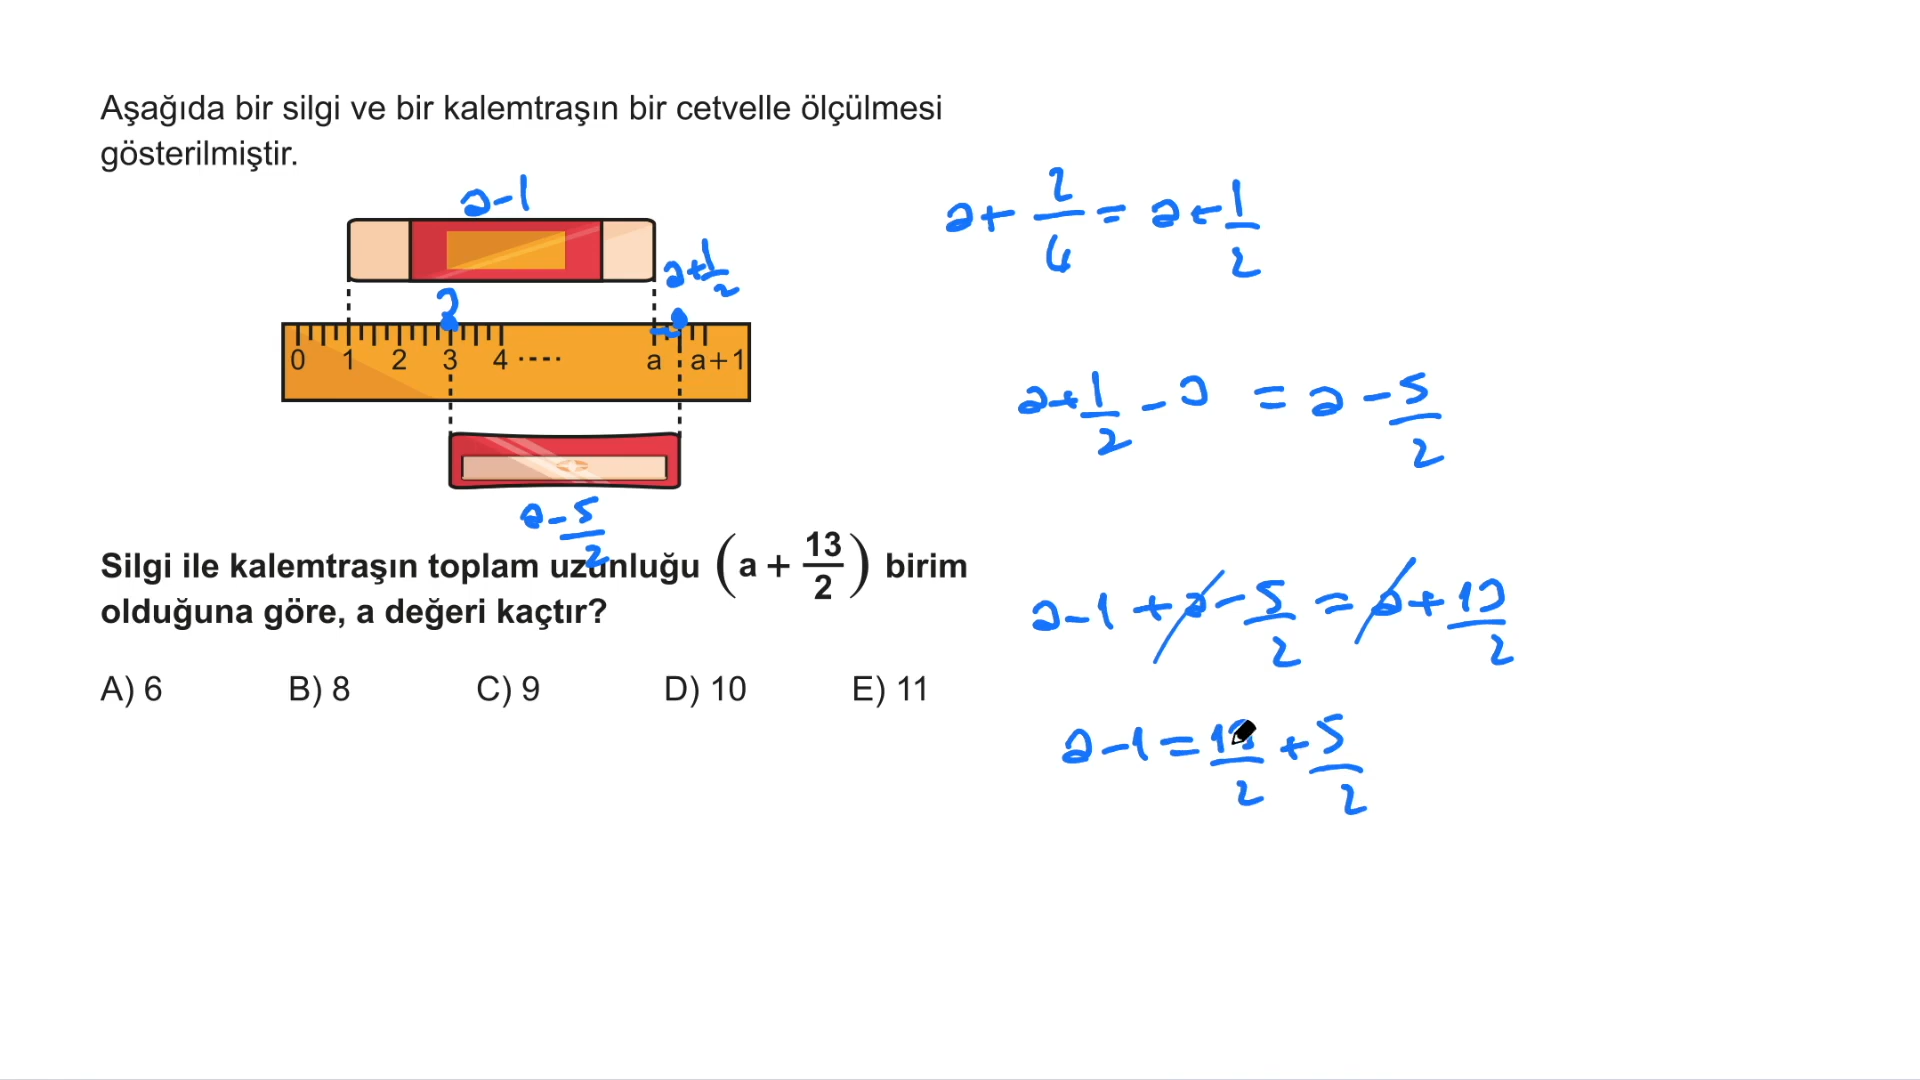 Aşağıda bir silgi ve bir kalemtraşın bir cetvelle ölçülmesi
gösterilmiştir.
a-1
a+1/2
3
0 1 2 3 4 ····· a a+1
a-5/2
Silgi ile kalemtraşın toplam uzunluğu (a + 13/2) birim
olduğuna göre, a değeri kaçtır?
A) 6 B) 8 C) 9 D) 10 E) 11
a+2/4 = a+1/2
a+1/2 - 3 = a - 5/2
a-1 + a - 5/2 = a + 13/2
a-1 = 13/2 + 5/2